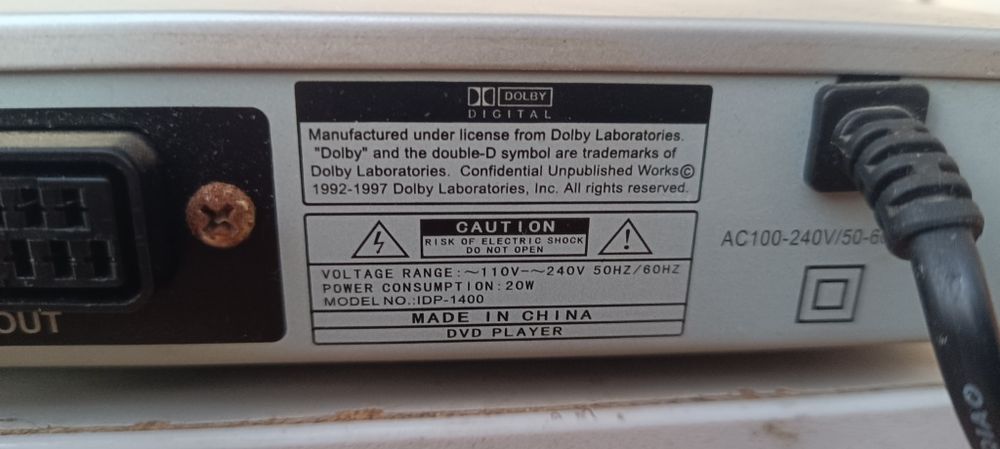 DOLBY
DIGITAL
Manufactured under license from Dolby Laboratories.
"Dolby" and the double-D symbol are trademarks of
Dolby Laboratories. Confidential Unpublished Works©
1992-1997 Dolby Laboratories, Inc. All rights reserved.
CAUTION
RISK OF ELECTRIC SHOCK
DO NOT OPEN
VOLTAGE RANGE:~110V-~240V 50HZ/60HZ
POWER CONSUMPTION:20W
MODEL NO.:IDP-1400
MADE IN CHINA
DVD PLAYER
OUT
AC100-240V/50-60